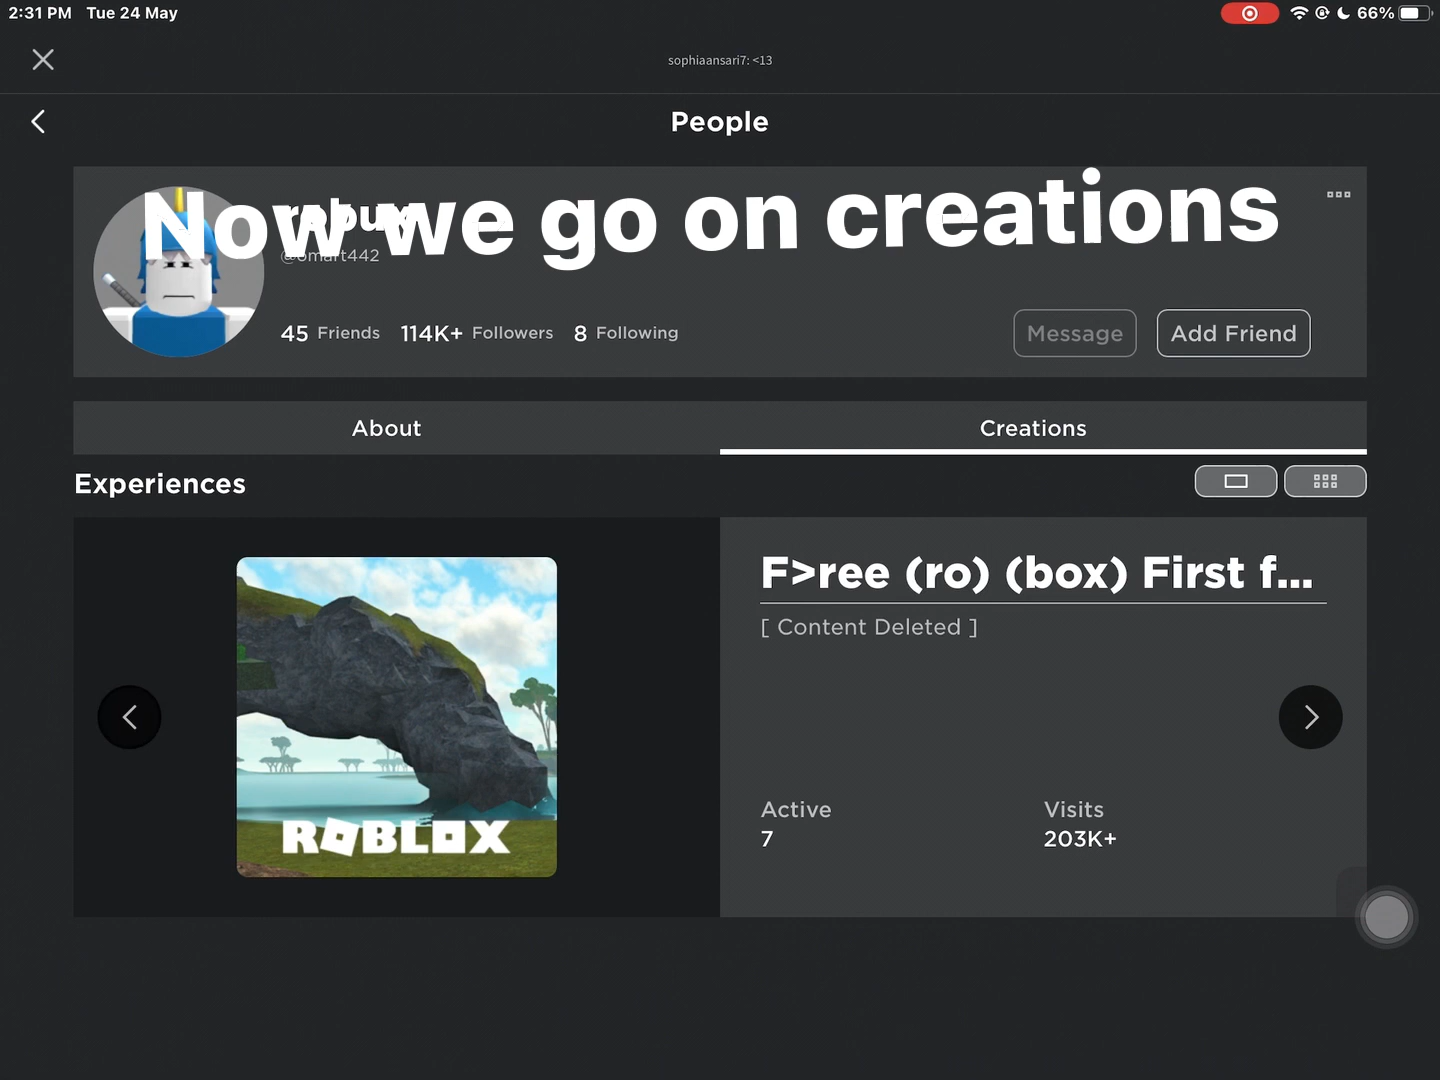 2:31 PM Tue 24 May 66%
sophiaansari7: <13
People
Now we go on creations
robux
@omart442
45 Friends 114K+ Followers 8 Following
Message Add Friend
About Creations
Experiences
F>ree (ro) (box) First f...
[ Content Deleted ]
ROBLOX
Active Visits
7 203K+